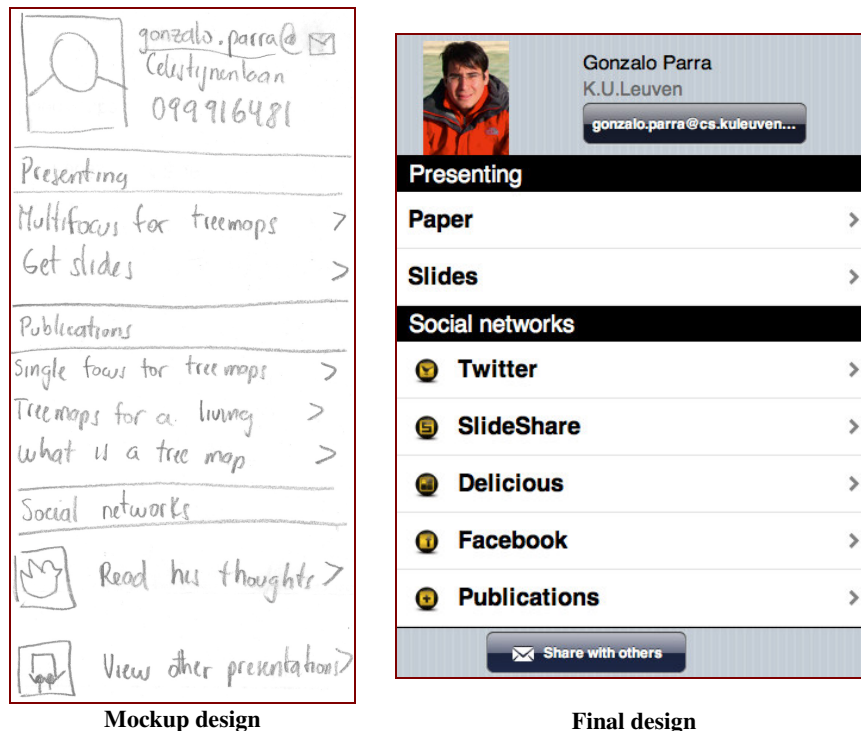 gonzalo.parra@
Celestijnenlaan
099916481
Presenting
Multifocus for treemaps >
Get slides >
Publications
Single focus for tree maps >
Treemaps for a living >
what is a tree map >
Social networks
Read his thoughts >
View other presentations >
Mockup design
Gonzalo Parra
K.U.Leuven
gonzalo.parra@cs.kuleuven...
Presenting
Paper >
Slides >
Social networks
Twitter >
SlideShare >
Delicious >
Facebook >
Publications >
Share with others
Final design